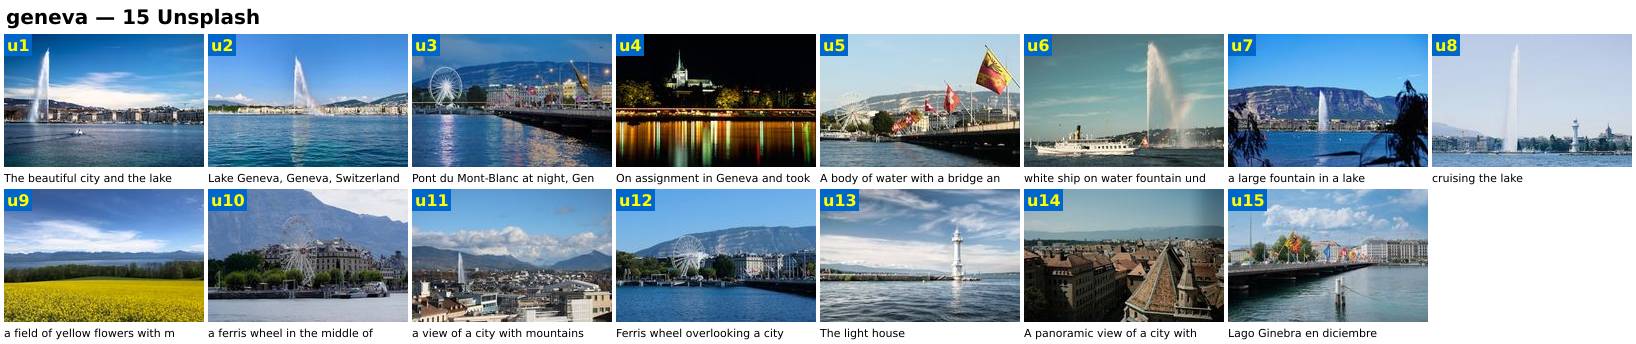 geneva — 15 Unsplash
u1
u2
u3
u4
u5
u6
u7
u8
The beautiful city and the lake
Lake Geneva, Geneva, Switzerland
Pont du Mont-Blanc at night, Gen
On assignment in Geneva and took
A body of water with a bridge an
white ship on water fountain und
a large fountain in a lake
cruising the lake
u9
u10
u11
u12
u13
u14
u15
a field of yellow flowers with m
a ferris wheel in the middle of
a view of a city with mountains
Ferris wheel overlooking a city
The light house
A panoramic view of a city with
Lago Ginebra en diciembre